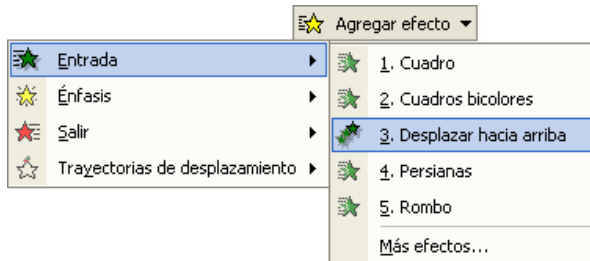 Agregar efecto
Entrada
Énfasis
Salir
Trayectorias de desplazamiento
1. Cuadro
2. Cuadros bicolores
3. Desplazar hacia arriba
4. Persianas
5. Rombo
Más efectos...